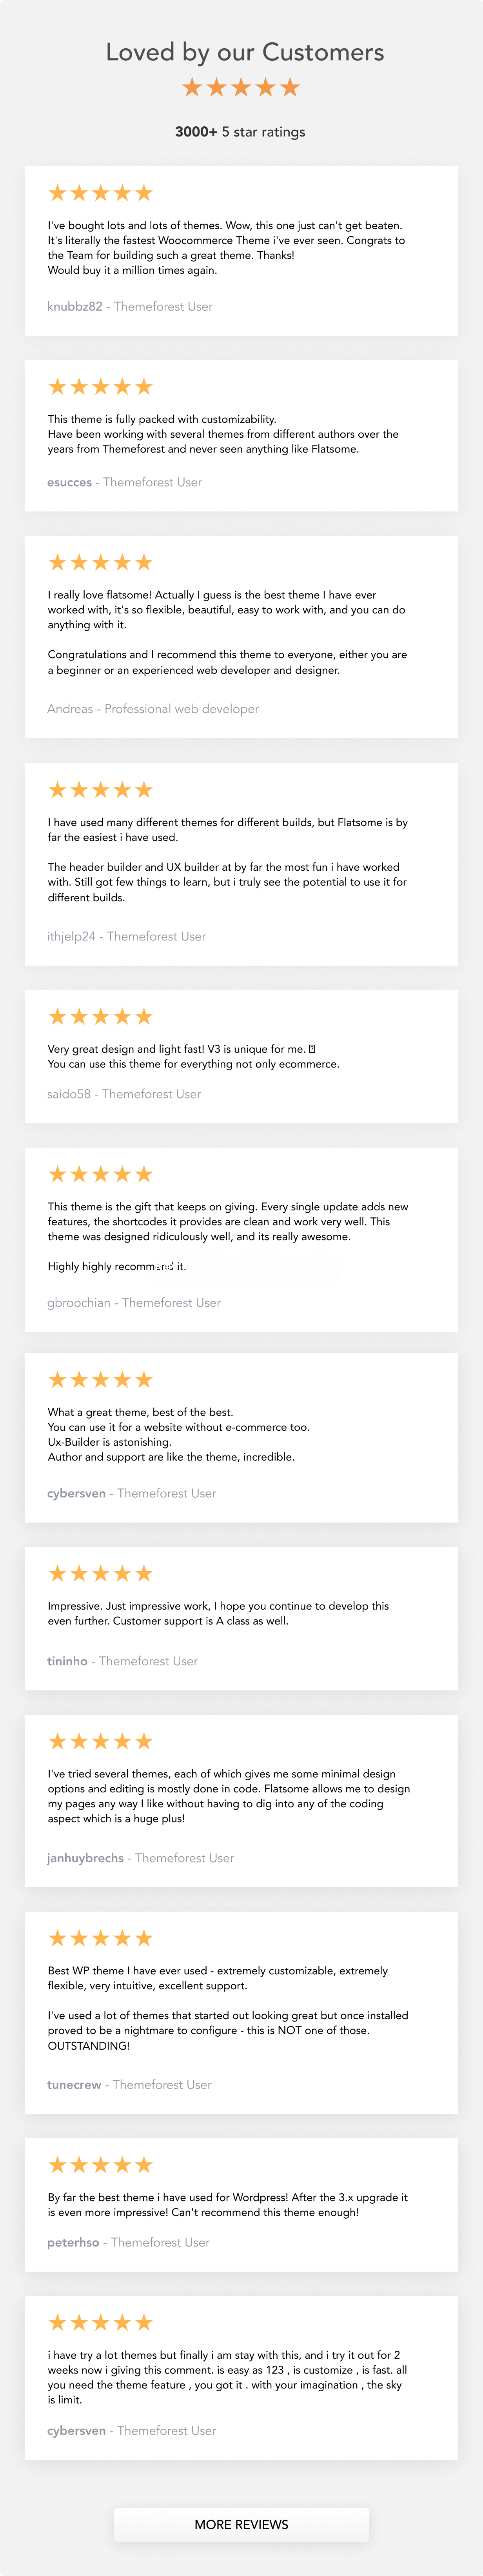 Loved by our Customers
3000+ 5 star ratings
I've bought lots and lots of themes. Wow, this one just can't get beaten.
It's literally the fastest Woocommerce Theme i've ever seen. Congrats to
the Team for building such a great theme. Thanks!
Would buy it a million times again.
knubbz82 - Themeforest User
This theme is fully packed with customizability.
Have been working with several themes from different authors over the
years from Themeforest and never seen anything like Flatsome.
esucces - Themeforest User
I really love flatsome! Actually I guess is the best theme I have ever
worked with, it's so flexible, beautiful, easy to work with, and you can do
anything with it.
Congratulations and I recommend this theme to everyone, either you are
a beginner or an experienced web developer and designer.
Andreas - Professional web developer
I have used many different themes for different builds, but Flatsome is by
far the easiest i have used.
The header builder and UX builder at by far the most fun i have worked
with. Still got few things to learn, but i truly see the potential to use it for
different builds.
ithjelp24 - Themeforest User
Very great design and light fast! V3 is unique for me.
You can use this theme for everything not only ecommerce.
saido58 - Themeforest User
This theme is the gift that keeps on giving. Every single update adds new
features, the shortcodes it provides are clean and work very well. This
theme was designed ridiculously well, and its really awesome.
Highly highly recommend it.
gbroochian - Themeforest User
What a great theme, best of the best.
You can use it for a website without e-commerce too.
Ux-Builder is astonishing.
Author and support are like the theme, incredible.
cybersven - Themeforest User
Impressive. Just impressive work, I hope you continue to develop this
even further. Customer support is A class as well.
tininho - Themeforest User
I've tried several themes, each of which gives me some minimal design
options and editing is mostly done in code. Flatsome allows me to design
my pages any way I like without having to dig into any of the coding
aspect which is a huge plus!
janhuybrechs - Themeforest User
Best WP theme I have ever used - extremely customizable, extremely
flexible, very intuitive, excellent support.
I've used a lot of themes that started out looking great but once installed
proved to be a nightmare to configure - this is NOT one of those.
OUTSTANDING!
tunecrew - Themeforest User
By far the best theme i have used for Wordpress! After the 3.x upgrade it
is even more impressive! Can't recommend this theme enough!
peterhso - Themeforest User
i have try a lot themes but finally i am stay with this, and i try it out for 2
weeks now i giving this comment. is easy as 123 , is customize , is fast. all
you need the theme feature , you got it . with your imagination , the sky
is limit.
cybersven - Themeforest User
MORE REVIEWS